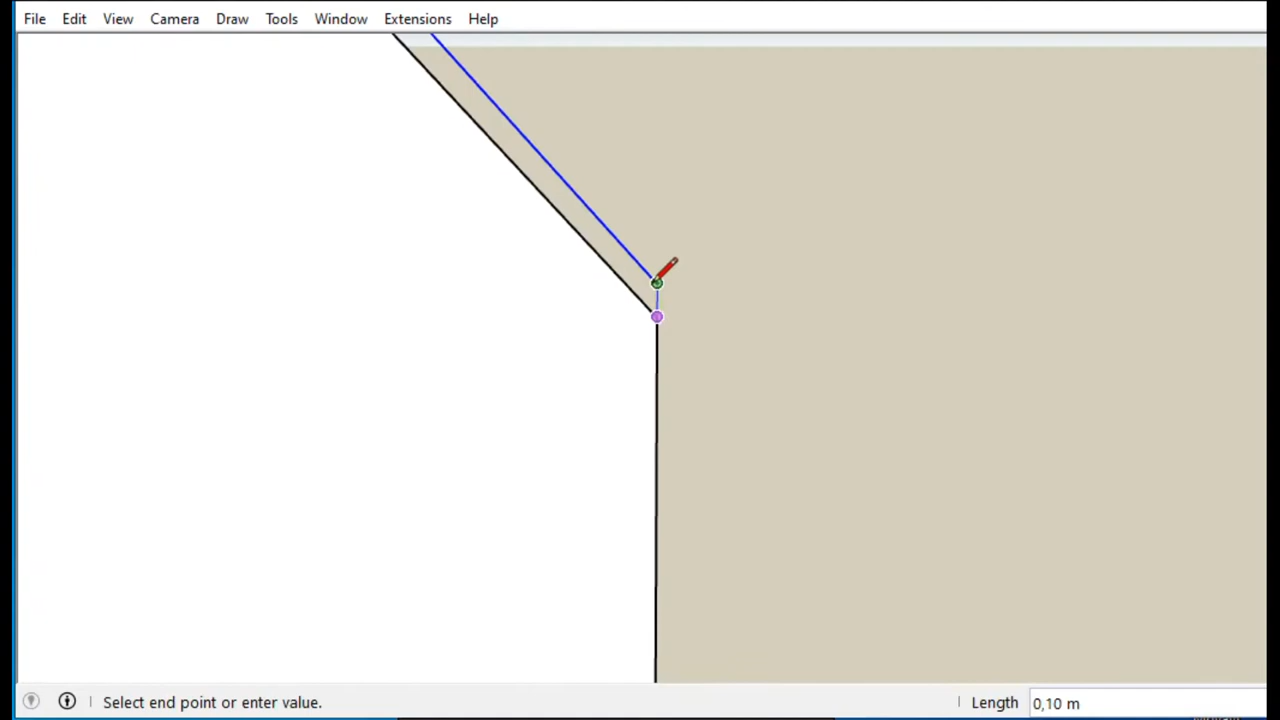 File Edit View Camera Draw Tools Window Extensions Help
Select end point or enter value. Length 0,10 m